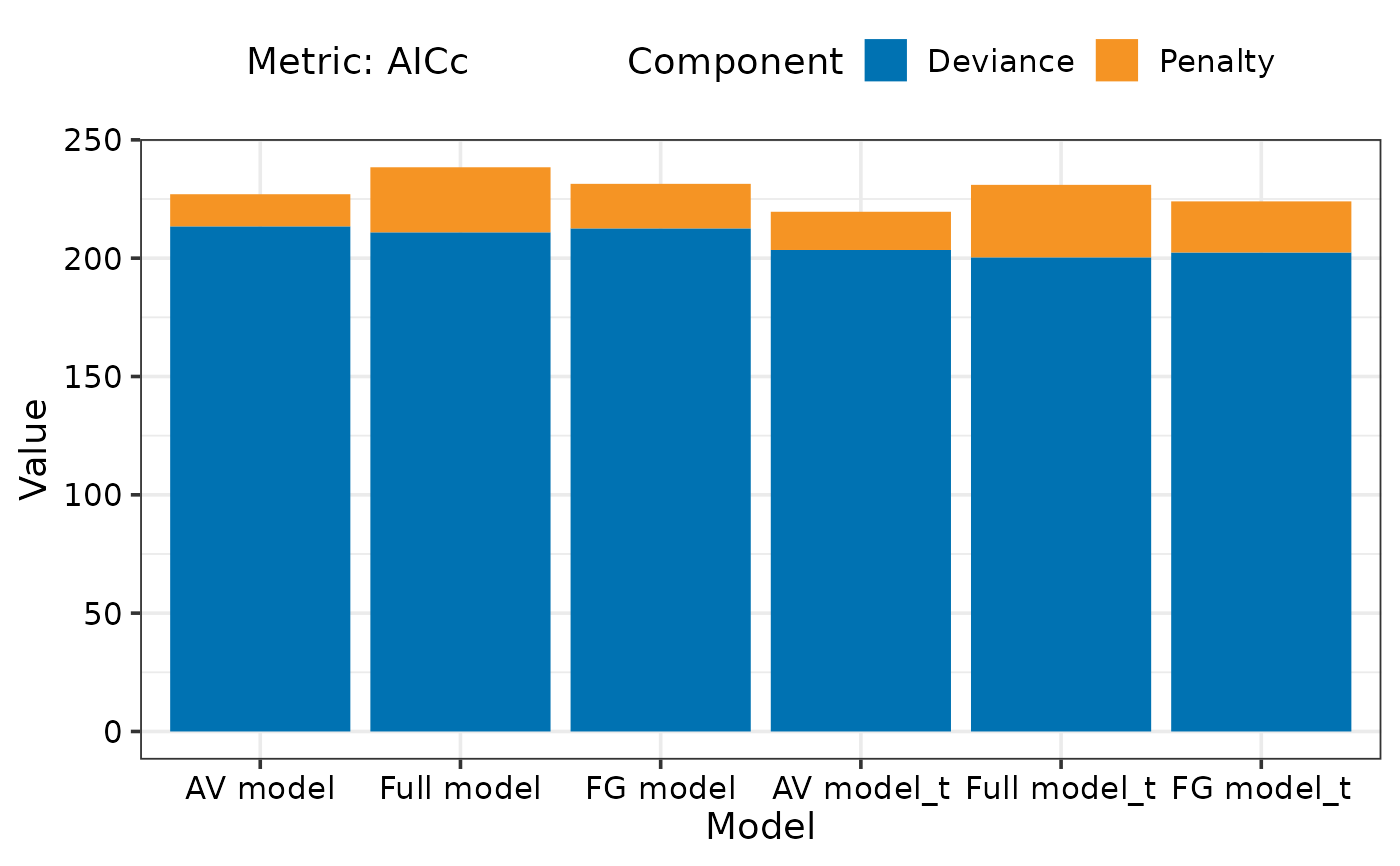 Metric: AICc
Component Deviance Penalty
250
200
150
100
50
0
Value
AV model Full model FG model AV model_t Full model_t FG model_t
Model